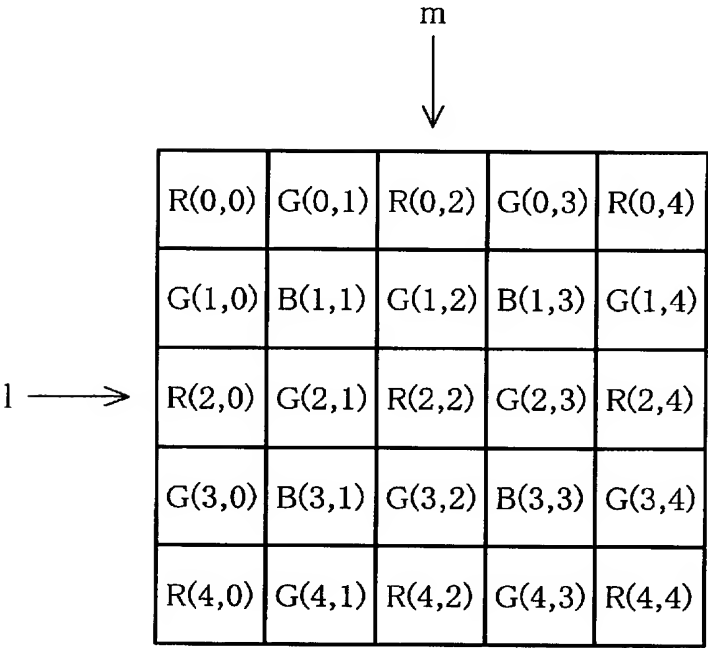 m
R(0,0) G(0,1) R(0,2) G(0,3) R(0,4)
G(1,0) B(1,1) G(1,2) B(1,3) G(1,4)
l R(2,0) G(2,1) R(2,2) G(2,3) R(2,4)
G(3,0) B(3,1) G(3,2) B(3,3) G(3,4)
R(4,0) G(4,1) R(4,2) G(4,3) R(4,4)